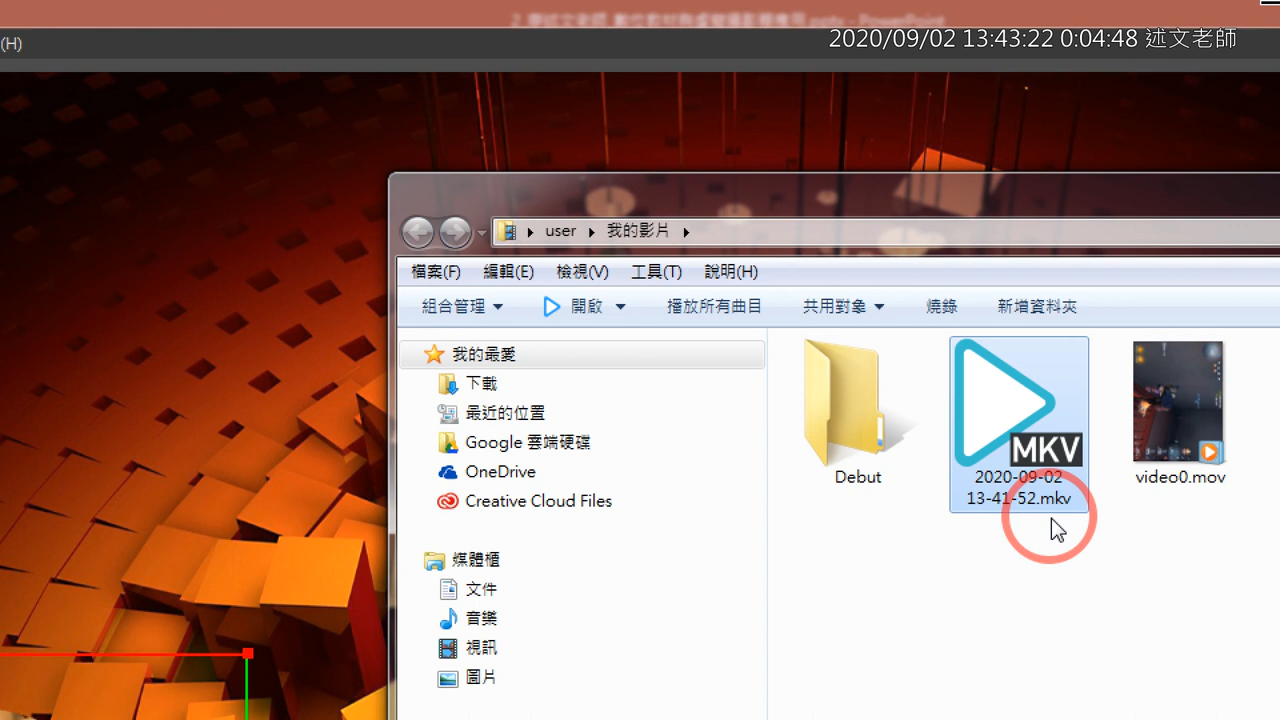 .pptx - PowerPoint
(H)
2020/09/02 13:43:22 0:04:48 述文老師
user 我的影片
檔案(F) 編輯(E) 檢視(V) 工具(T) 說明(H)
組合管理 開啟 播放所有曲目 共用對象 燒錄 新增資料夾
我的最愛
下載
最近的位置
Google 雲端硬碟
OneDrive
Creative Cloud Files
媒體櫃
文件
音樂
視訊
圖片
Debut
MKV
2020-09-02
13-41-52.mkv
video0.mov